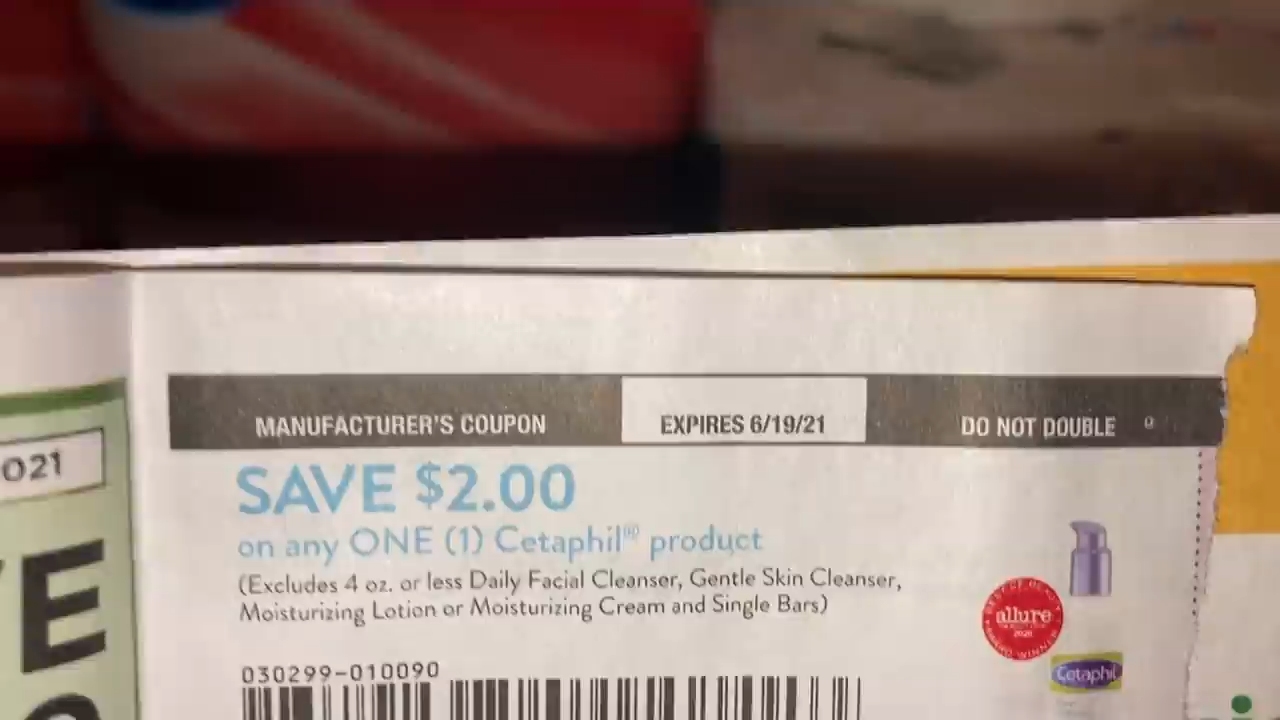 MANUFACTURER'S COUPON
EXPIRES 6/19/21
DO NOT DOUBLE
021
SAVE $2.00
on any ONE (1) Cetaphil® product
(Excludes 4 oz. or less Daily Facial Cleanser, Gentle Skin Cleanser,
Moisturizing Lotion or Moisturizing Cream and Single Bars)
E
allure
Cetaphil
030299-010090